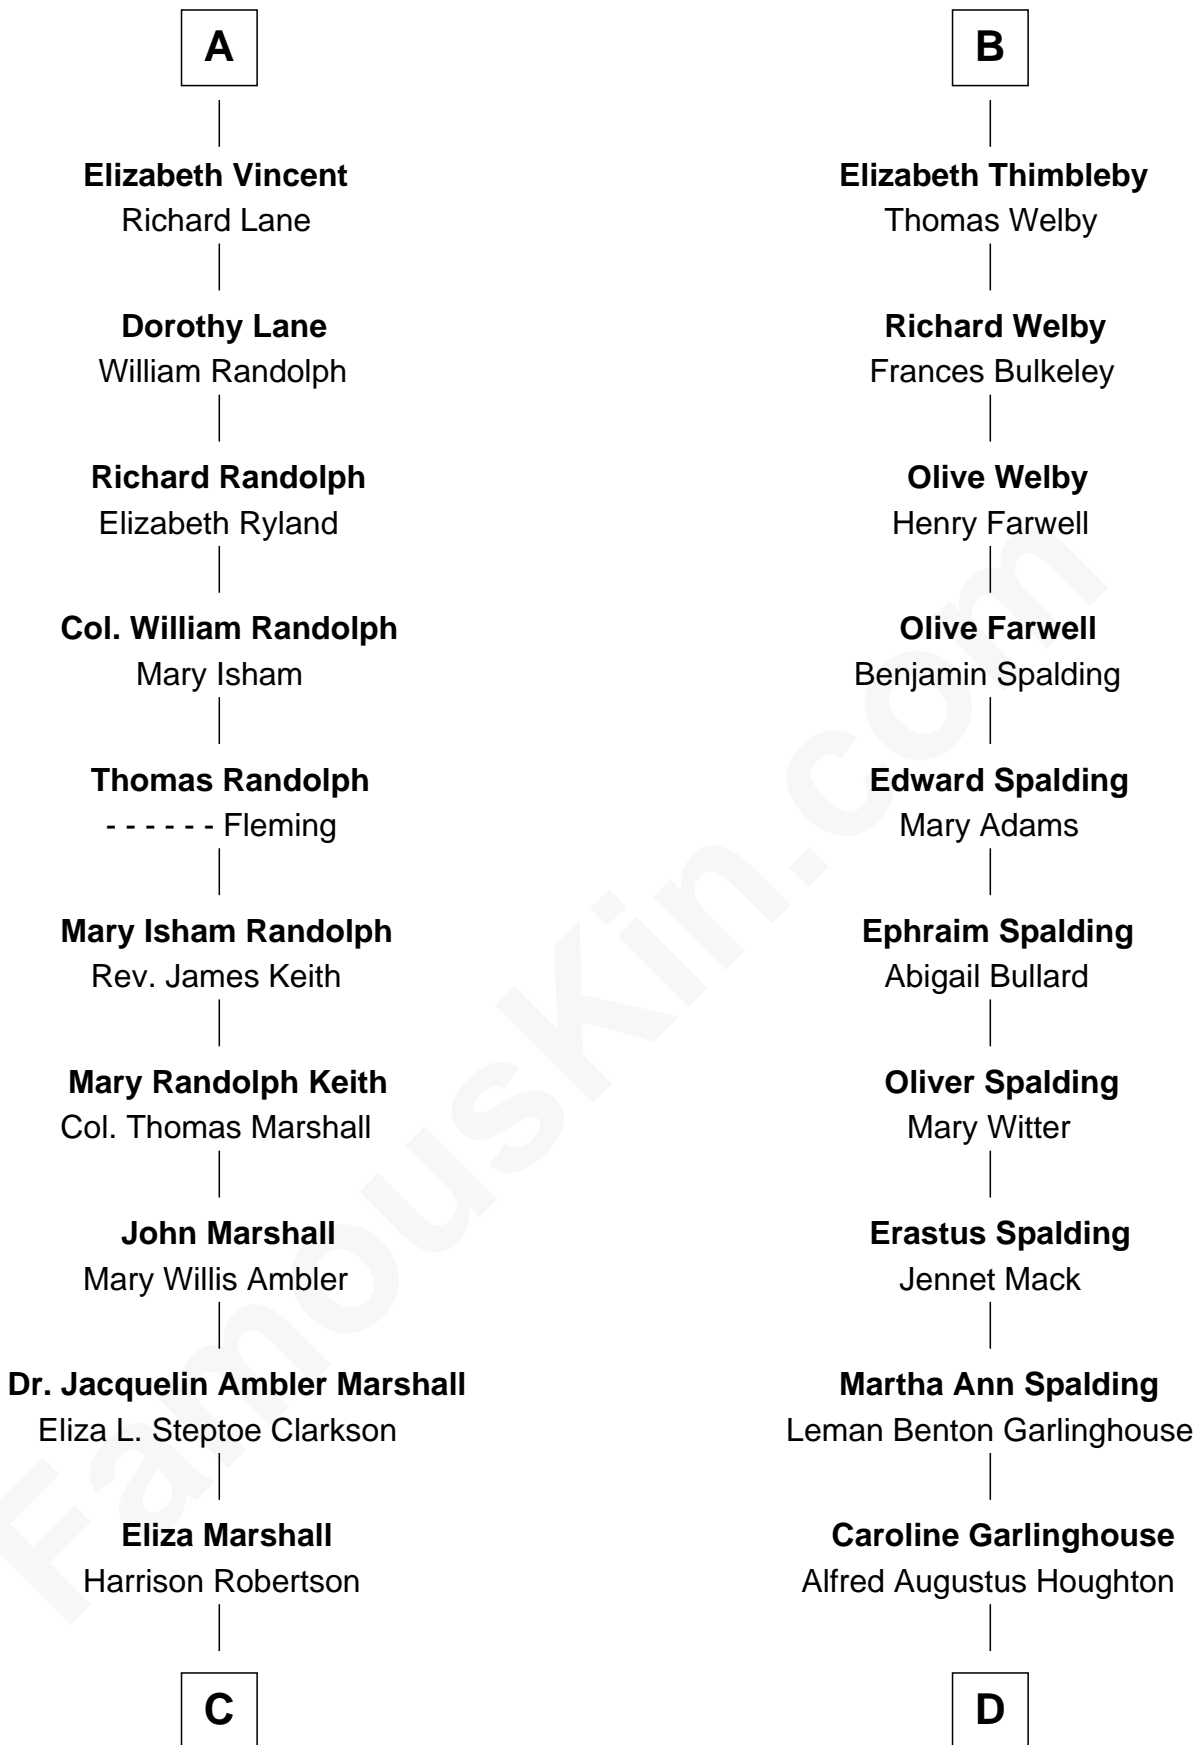 A
Elizabeth Vincent
Richard Lane
Dorothy Lane
William Randolph
Richard Randolph
Elizabeth Ryland
Col. William Randolph
Mary Isham
Thomas Randolph
- - - - - - Fleming
Mary Isham Randolph
Rev. James Keith
Mary Randolph Keith
Col. Thomas Marshall
John Marshall
Mary Willis Ambler
Dr. Jacquelin Ambler Marshall
Eliza L. Steptoe Clarkson
Eliza Marshall
Harrison Robertson
C
B
Elizabeth Thimbleby
Thomas Welby
Richard Welby
Frances Bulkeley
Olive Welby
Henry Farwell
Olive Farwell
Benjamin Spalding
Edward Spalding
Mary Adams
Ephraim Spalding
Abigail Bullard
Oliver Spalding
Mary Witter
Erastus Spalding
Jennet Mack
Martha Ann Spalding
Leman Benton Garlinghouse
Caroline Garlinghouse
Alfred Augustus Houghton
D
FamousKin.com